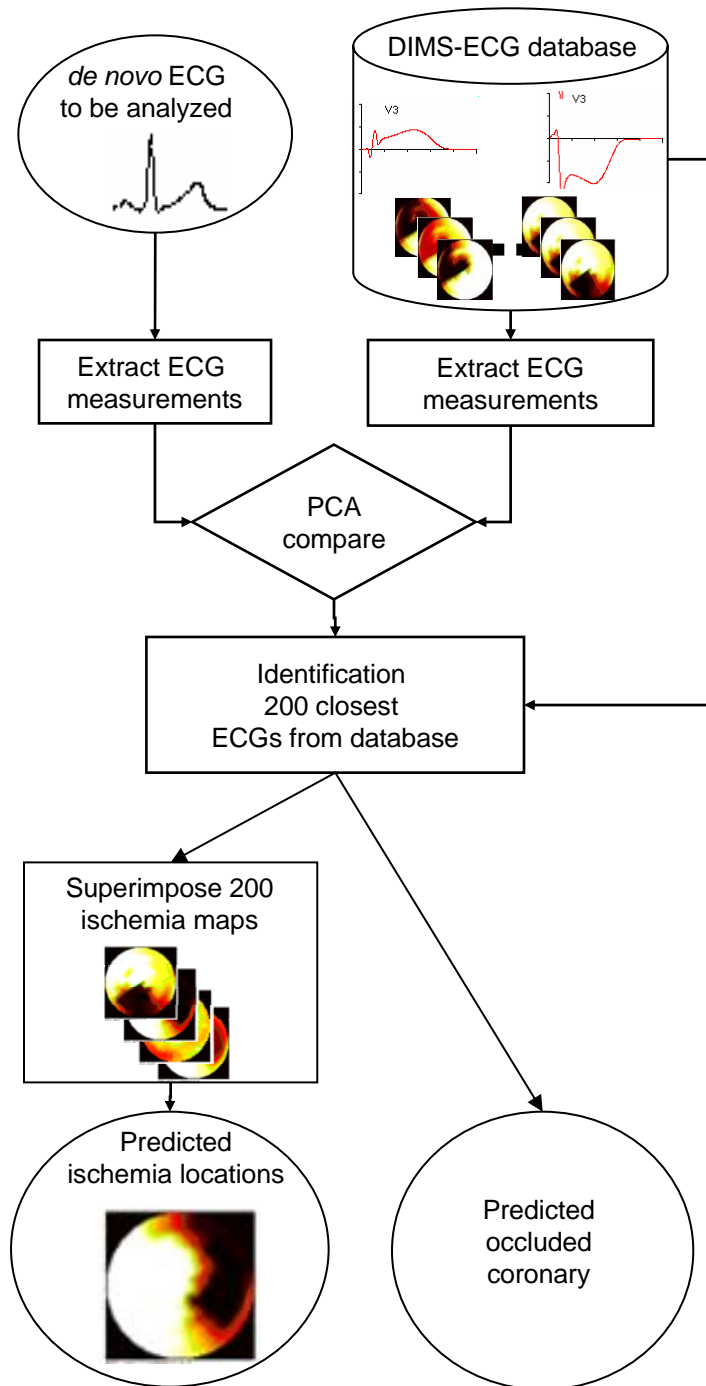 de novo ECG
to be analyzed
DIMS-ECG database
V3
V3
Extract ECG
measurements
Extract ECG
measurements
PCA
compare
Identification
200 closest
ECGs from database
Superimpose 200
ischemia maps
Predicted
ischemia locations
Predicted
occluded
coronary